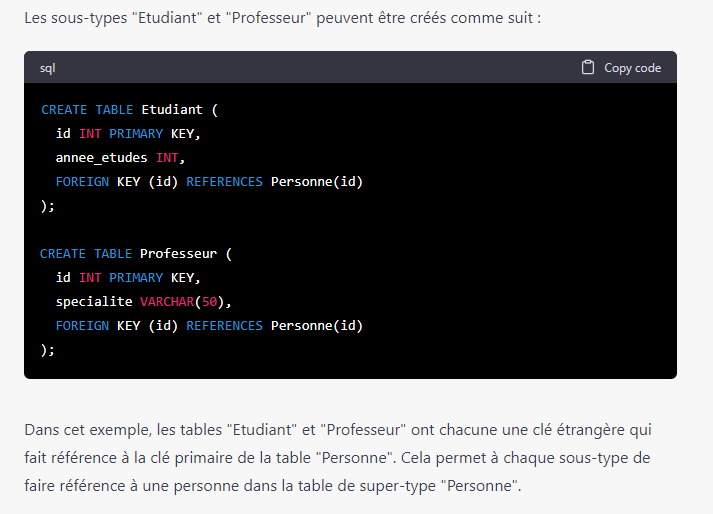 Les sous-types "Etudiant" et "Professeur" peuvent être créés comme suit :
sql
Copy code
CREATE TABLE Etudiant (
  id INT PRIMARY KEY,
  annee_etudes INT,
  FOREIGN KEY (id) REFERENCES Personne(id)
);
CREATE TABLE Professeur (
  id INT PRIMARY KEY,
  specialite VARCHAR(50),
  FOREIGN KEY (id) REFERENCES Personne(id)
);
Dans cet exemple, les tables "Etudiant" et "Professeur" ont chacune une clé étrangère qui
fait référence à la clé primaire de la table "Personne". Cela permet à chaque sous-type de
faire référence à une personne dans la table de super-type "Personne".